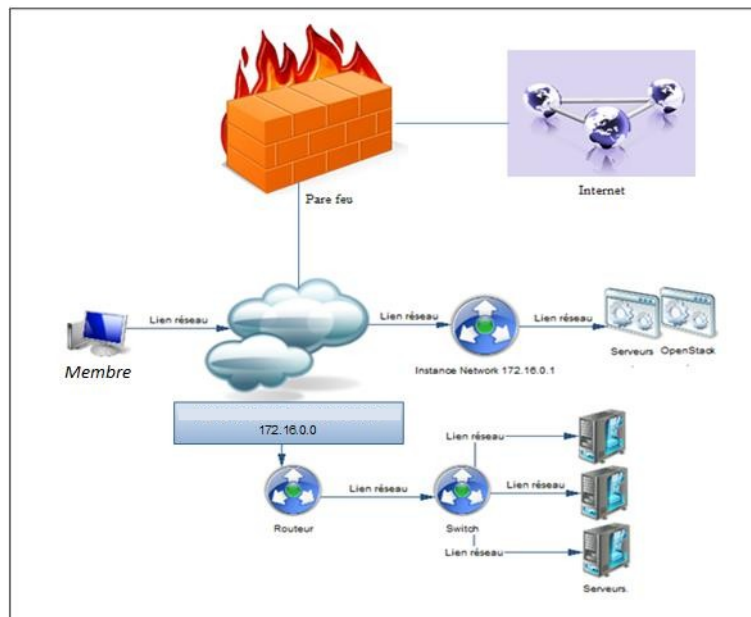 Pare feu
Internet
Lien réseau
Lien réseau
Lien réseau
Membre
Instance Network 172.16.0.1
Serveurs OpenStack
172.16.0.0
Lien réseau
Lien réseau
Lien réseau
Lien réseau
Routeur
Switch
Serveurs.